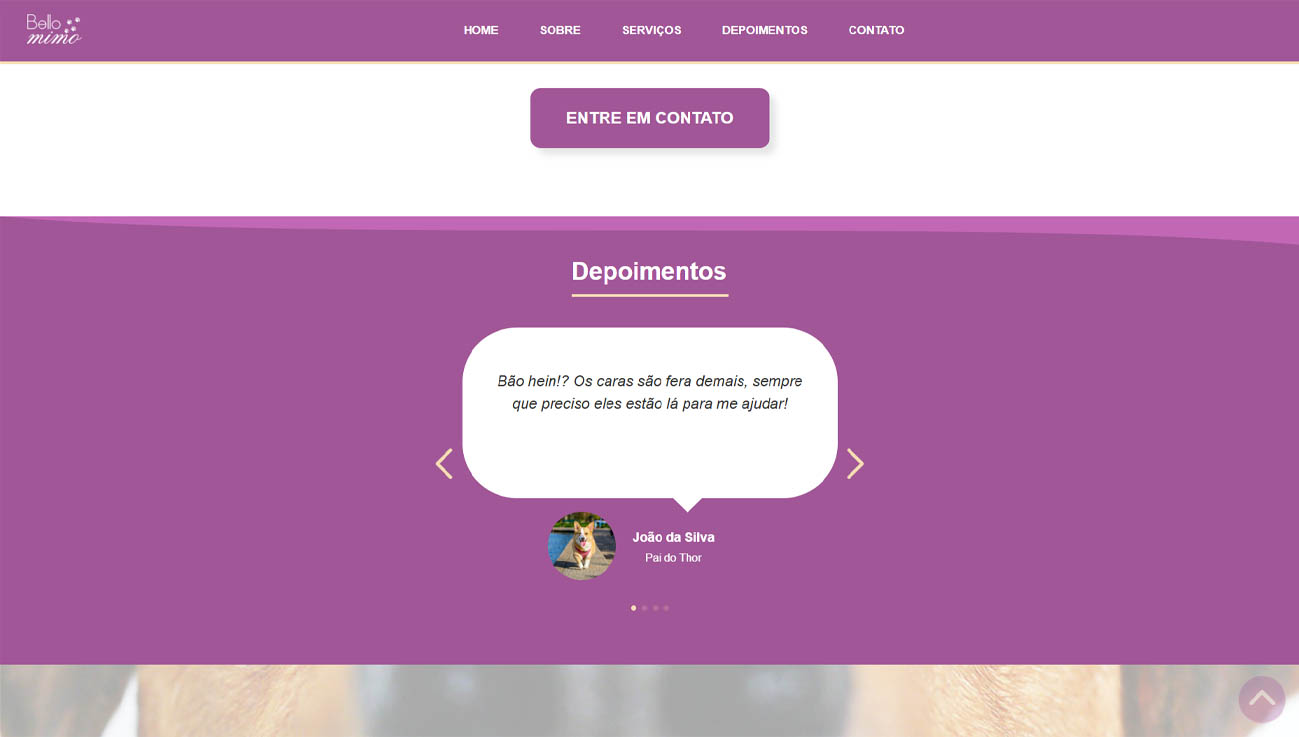 Bello
mimo
HOME SOBRE SERVIÇOS DEPOIMENTOS CONTATO
ENTRE EM CONTATO
Depoimentos
Bão hein!? Os caras são fera demais, sempre
que preciso eles estão lá para me ajudar!
João da Silva
Pai do Thor